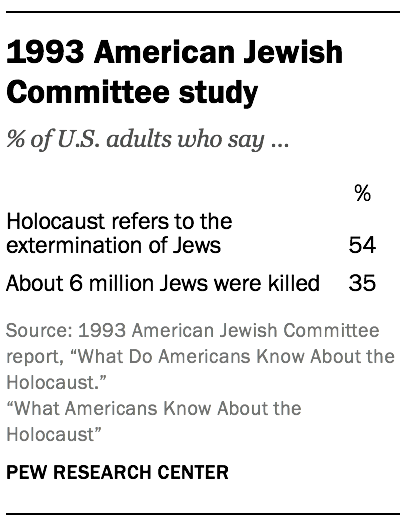 1993 American Jewish
Committee study
% of U.S. adults who say ...
%
Holocaust refers to the
extermination of Jews 54
About 6 million Jews were killed 35
Source: 1993 American Jewish Committee
report, “What Do Americans Know About the
Holocaust.”
“What Americans Know About the
Holocaust”
PEW RESEARCH CENTER